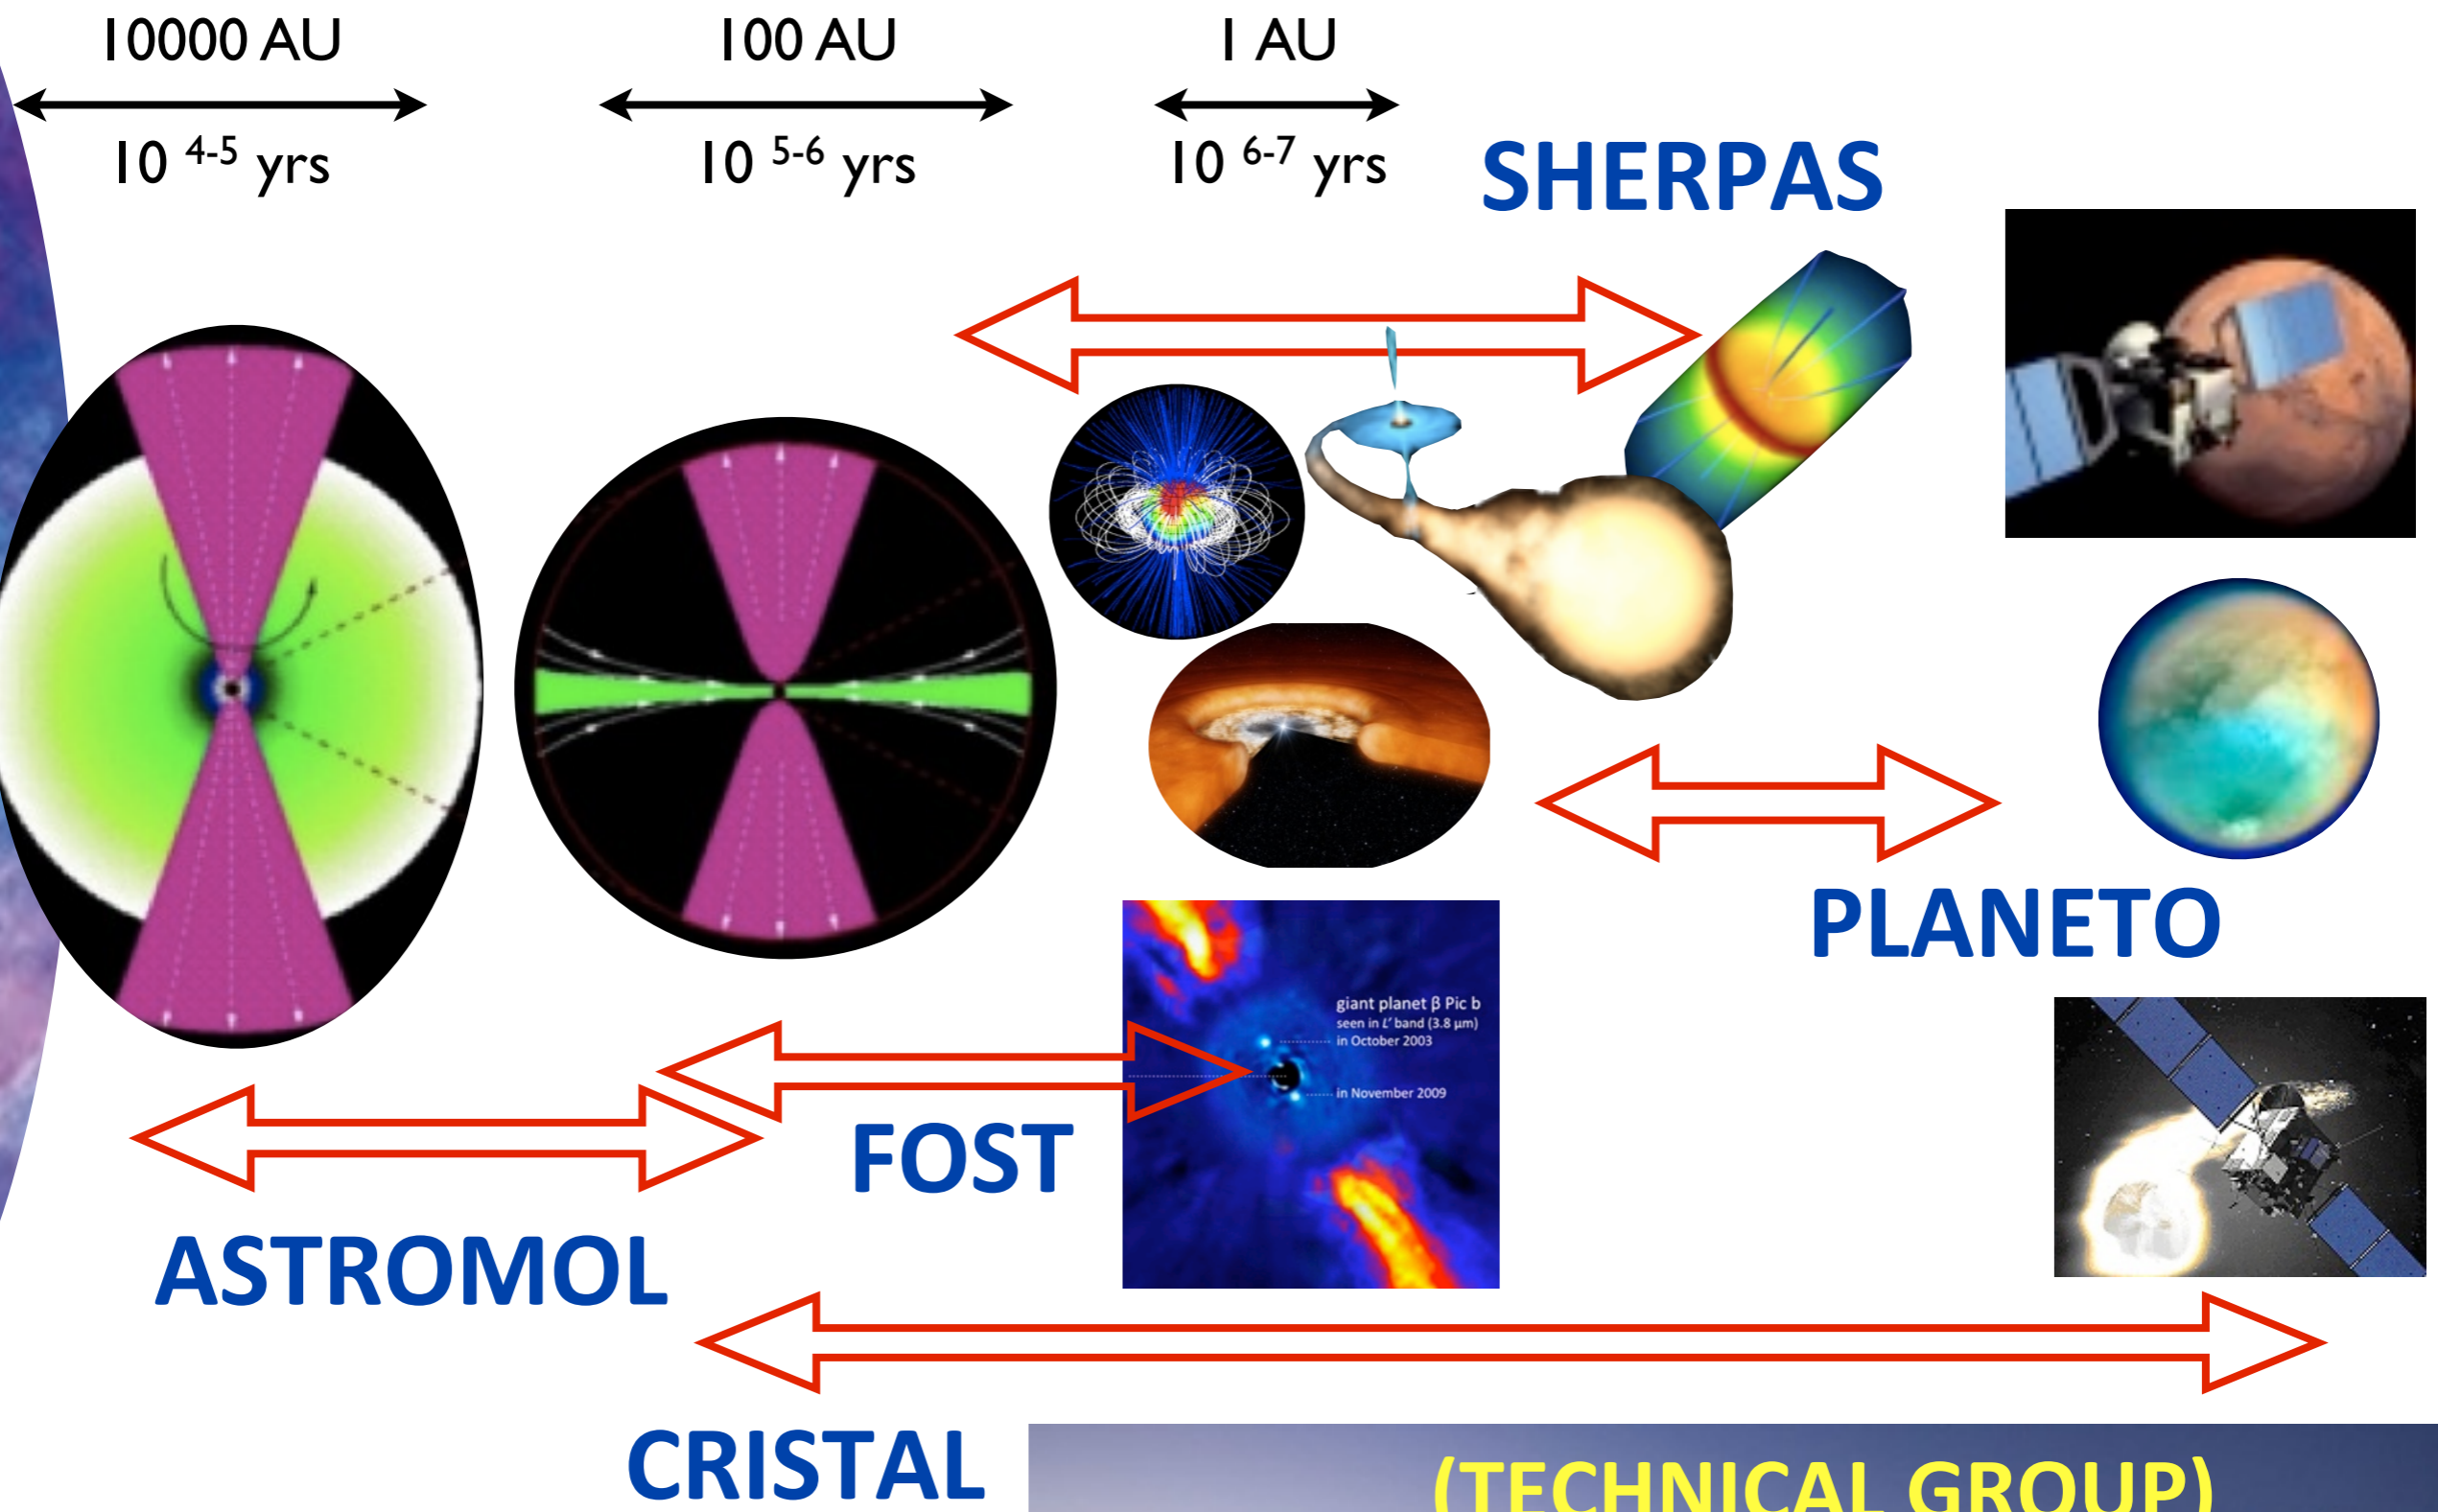 10000 AU
10 4-5 yrs
100 AU
10 5-6 yrs
1 AU
10 6-7 yrs
SHERPAS
PLANETO
giant planet β Pic b
seen in L' band (3.8 μm)
in October 2003
in November 2009
FOST
ASTROMOL
CRISTAL
(TECHNICAL GROUP)